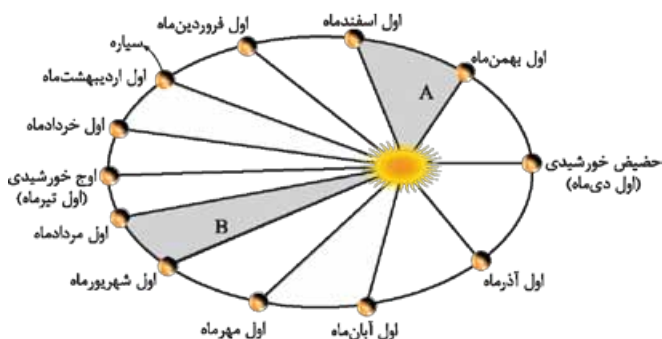 اول اسفندماه
اول فروردین‌ماه
سیاره
اول بهمن‌ماه
اول اردیبهشت‌ماه
A
اول خردادماه
حضیض خورشیدی
(اول دی‌ماه)
اوج خورشیدی
(اول تیرماه)
B
اول مردادماه
اول شهریورماه
اول آذرماه
اول مهرماه
اول آبان‌ماه